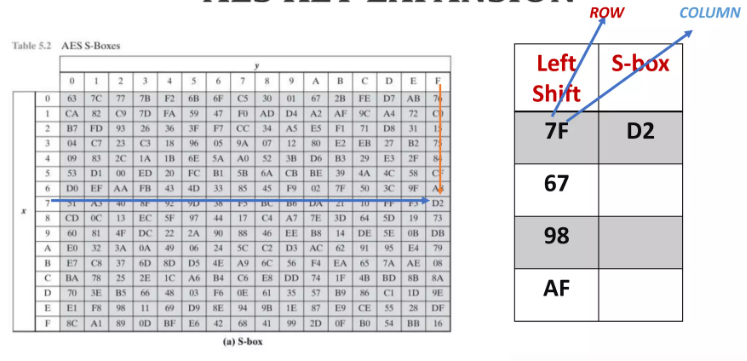 AES KEY EXPANSION
ROW COLUMN
Table 5.2 AES S-Boxes
y
0 1 2 3 4 5 6 7 8 9 A B C D E F
0 63 7C 77 7B F2 6B 6F C5 30 01 67 2B FE D7 AB 76
1 CA 82 C9 7D FA 59 47 F0 AD D4 A2 AF 9C A4 72 C0
2 B7 FD 93 26 36 3F F7 CC 34 A5 E5 F1 71 D8 31 15
3 04 C7 23 C3 18 96 05 9A 07 12 80 E2 EB 27 B2 75
4 09 83 2C 1A 1B 6E 5A A0 52 3B D6 B3 29 E3 2F 84
5 53 D1 00 ED 20 FC B1 5B 6A CB BE 39 4A 4C 58 CF
6 D0 EF AA FB 43 4D 33 85 45 F9 02 7F 50 3C 9F A8
7 51 A3 40 8F 92 9D 38 F5 BC B6 DA 21 10 FF F3 D2
x
8 CD 0C 13 EC 5F 97 44 17 C4 A7 7E 3D 64 5D 19 73
9 60 81 4F DC 22 2A 90 88 46 EE B8 14 DE 5E 0B DB
A E0 32 3A 0A 49 06 24 5C C2 D3 AC 62 91 95 E4 79
B E7 C8 37 6D 8D D5 4E A9 6C 56 F4 EA 65 7A AE 08
C BA 78 25 2E 1C A6 B4 C6 E8 DD 74 1F 4B BD 8B 8A
D 70 3E B5 66 48 03 F6 0E 61 35 57 B9 86 C1 1D 9E
E E1 F8 98 11 69 D9 8E 94 9B 1E 87 E9 CE 55 28 DF
F 8C A1 89 0D BF E6 42 68 41 99 2D 0F B0 54 BB 16
(a) S-box
Left S-box
Shift
7F D2
67
98
AF